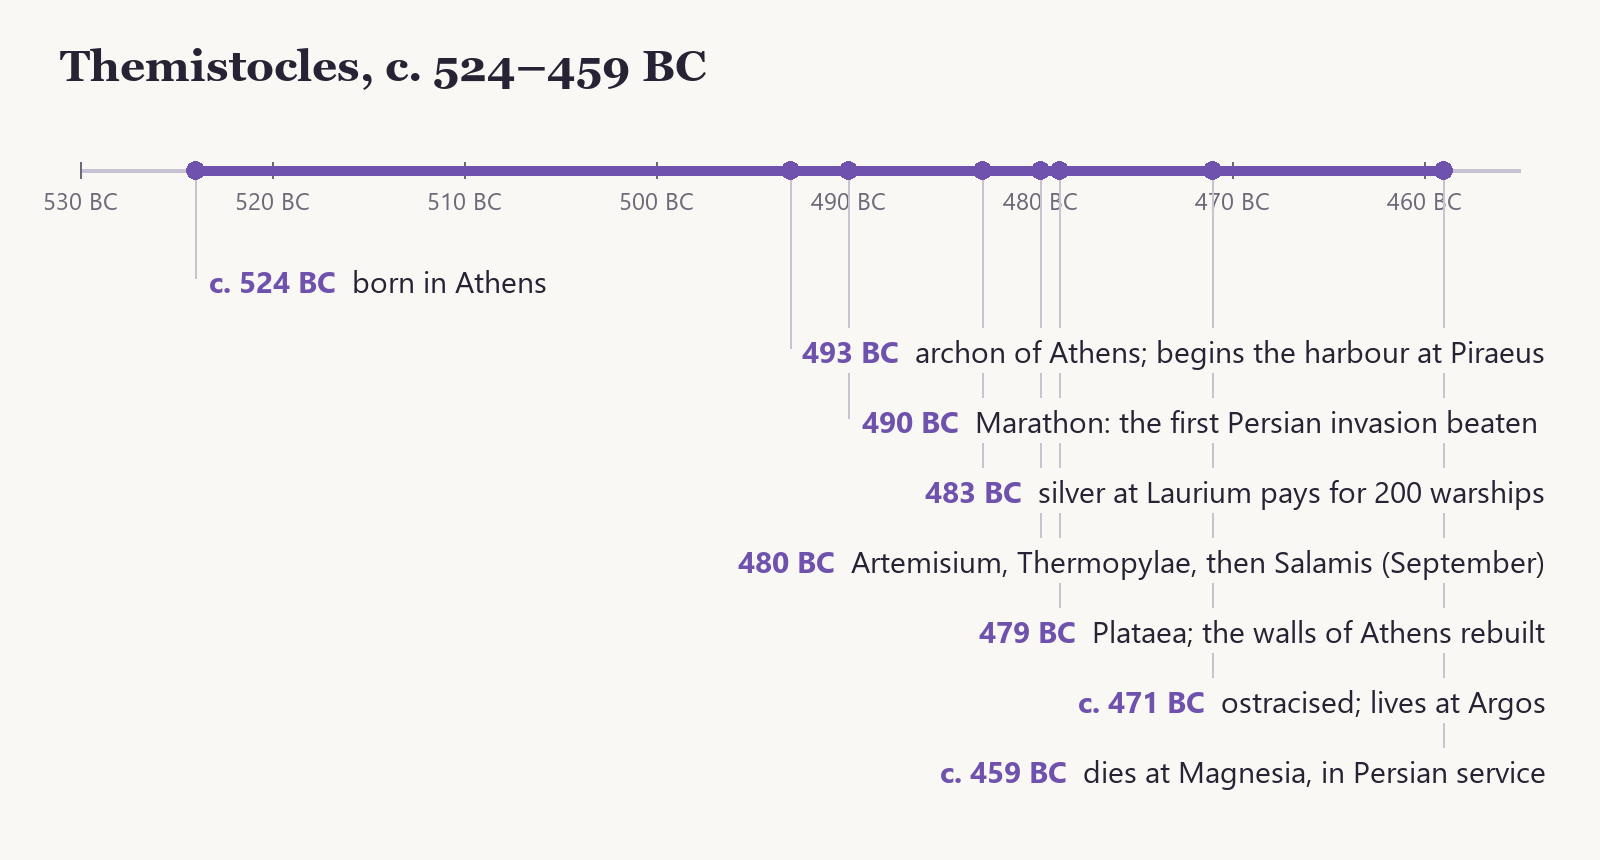 Themistocles, c. 524–459 BC
530 BC 520 BC 510 BC 500 BC 490 BC 480 BC 470 BC 460 BC
c. 524 BC born in Athens
493 BC archon of Athens; begins the harbour at Piraeus
490 BC Marathon: the first Persian invasion beaten
483 BC silver at Laurium pays for 200 warships
480 BC Artemisium, Thermopylae, then Salamis (September)
479 BC Plataea; the walls of Athens rebuilt
c. 471 BC ostracised; lives at Argos
c. 459 BC dies at Magnesia, in Persian service